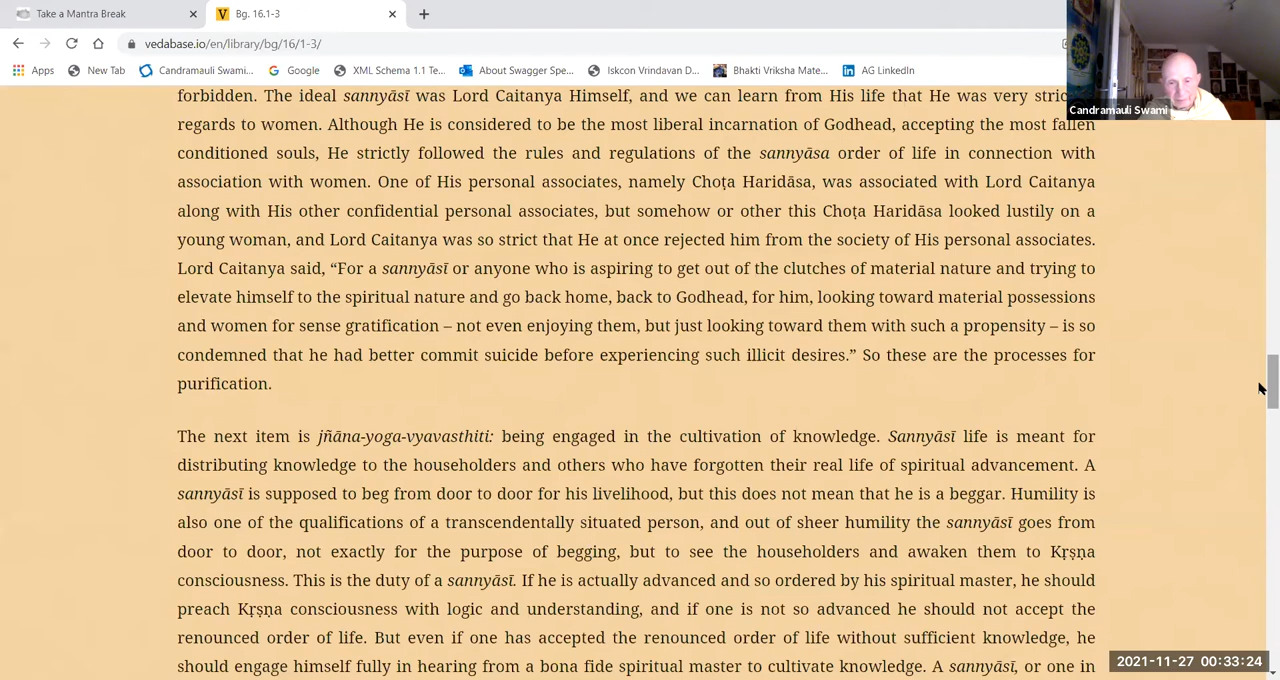 Take a Mantra Break
Bg. 16.1-3
vedabase.io/en/library/bg/16/1-3/
Apps New Tab Candramauli Swami... Google XML Schema 1.1 Te... About Swagger Spe... Iskcon Vrindavan D... Bhakti Vriksha Mate... AG LinkedIn
Candramauli Swami
forbidden. The ideal sannyāsī was Lord Caitanya Himself, and we can learn from His life that He was very
regards to women. Although He is considered to be the most liberal incarnation of Godhead, accepting the most fallen
conditioned souls, He strictly followed the rules and regulations of the sannyāsa order of life in connection with
association with women. One of His personal associates, namely Choṭa Haridāsa, was associated with Lord Caitanya
along with His other confidential personal associates, but somehow or other this Choṭa Haridāsa looked lustily on a
young woman, and Lord Caitanya was so strict that He at once rejected him from the society of His personal associates.
Lord Caitanya said, “For a sannyāsī or anyone who is aspiring to get out of the clutches of material nature and trying to
elevate himself to the spiritual nature and go back home, back to Godhead, for him, looking toward material possessions
and women for sense gratification – not even enjoying them, but just looking toward them with such a propensity – is so
condemned that he had better commit suicide before experiencing such illicit desires.” So these are the processes for
purification.
The next item is jñāna-yoga-vyavasthiti: being engaged in the cultivation of knowledge. Sannyāsī life is meant for
distributing knowledge to the householders and others who have forgotten their real life of spiritual advancement. A
sannyāsī is supposed to beg from door to door for his livelihood, but this does not mean that he is a beggar. Humility is
also one of the qualifications of a transcendentally situated person, and out of sheer humility the sannyāsī goes from
door to door, not exactly for the purpose of begging, but to see the householders and awaken them to Kṛṣṇa
consciousness. This is the duty of a sannyāsī. If he is actually advanced and so ordered by his spiritual master, he should
preach Kṛṣṇa consciousness with logic and understanding, and if one is not so advanced he should not accept the
renounced order of life. But even if one has accepted the renounced order of life without sufficient knowledge, he
should engage himself fully in hearing from a bona fide spiritual master to cultivate knowledge. A sannyāsī, or one in
2021-11-27 00:33:24